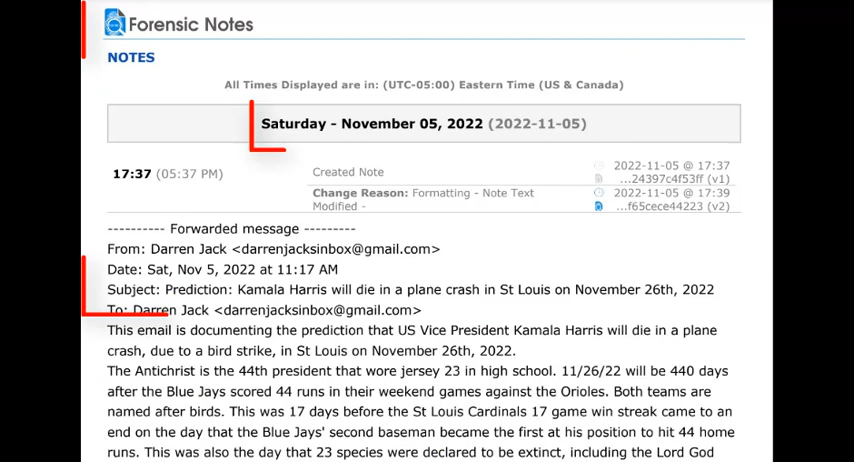 Forensic Notes
NOTES
All Times Displayed are in: (UTC-05:00) Eastern Time (US & Canada)
Saturday - November 05, 2022 (2022-11-05)
17:37 (05:37 PM)
Created Note
2022-11-05 @ 17:37
...24397c4f53ff (v1)
Change Reason: Formatting - Note Text
Modified -
2022-11-05 @ 17:39
...f65cece44223 (v2)
---------- Forwarded message ---------
From: Darren Jack <darrenjacksinbox@gmail.com>
Date: Sat, Nov 5, 2022 at 11:17 AM
Subject: Prediction: Kamala Harris will die in a plane crash in St Louis on November 26th, 2022
To: Darren Jack <darrenjacksinbox@gmail.com>
This email is documenting the prediction that US Vice President Kamala Harris will die in a plane
crash, due to a bird strike, in St Louis on November 26th, 2022.
The Antichrist is the 44th president that wore jersey 23 in high school. 11/26/22 will be 440 days
after the Blue Jays scored 44 runs in their weekend games against the Orioles. Both teams are
named after birds. This was 17 days before the St Louis Cardinals 17 game win streak came to an
end on the day that the Blue Jays' second baseman became the first at his position to hit 44 home
runs. This was also the day that 23 species were declared to be extinct, including the Lord God